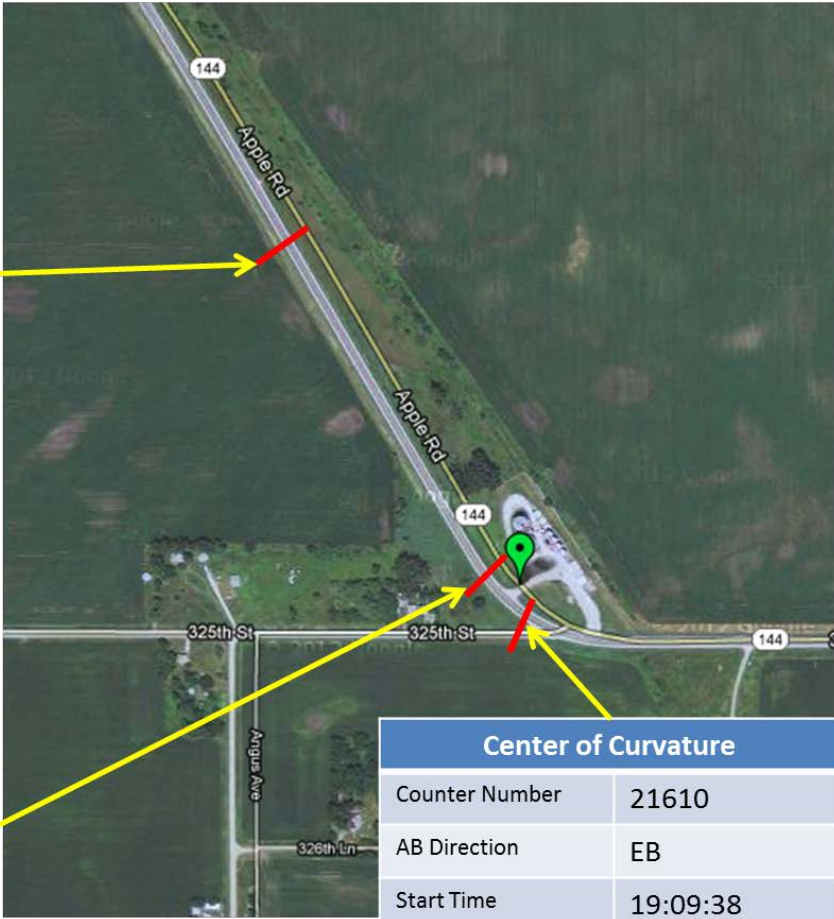 144
Apple Rd
Apple Rd
144
325th St
325th St
144
3
Angus Ave
326th Ln
Center of Curvature
Counter Number 21610
AB Direction EB
Start Time 19:09:38